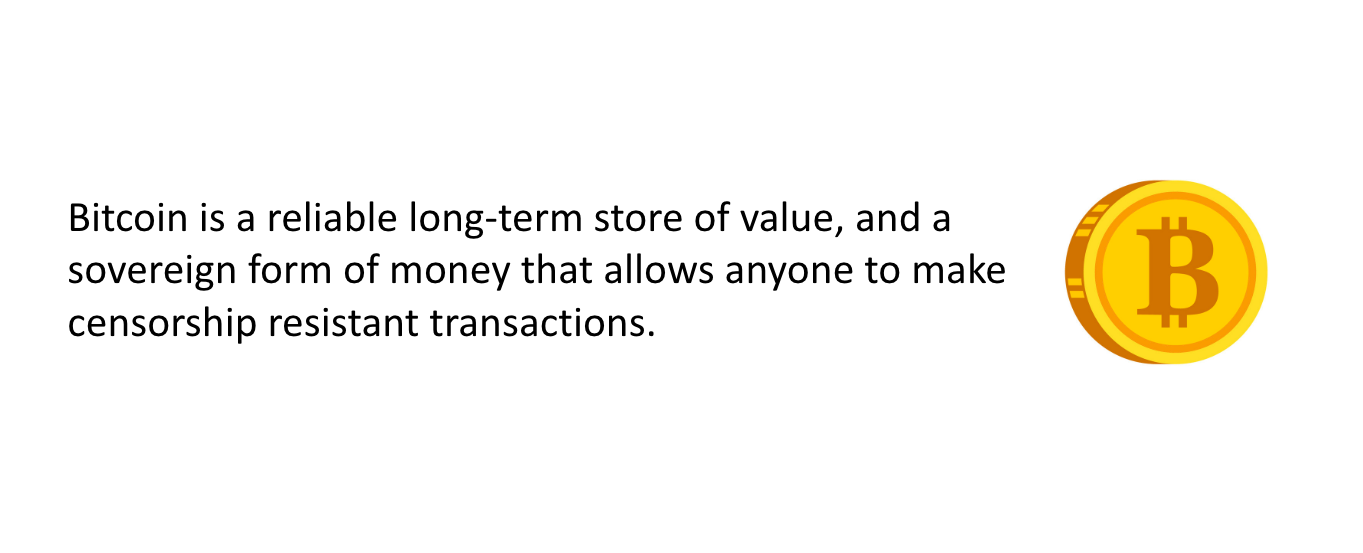 Bitcoin is a reliable long-term store of value, and a
sovereign form of money that allows anyone to make
censorship resistant transactions.